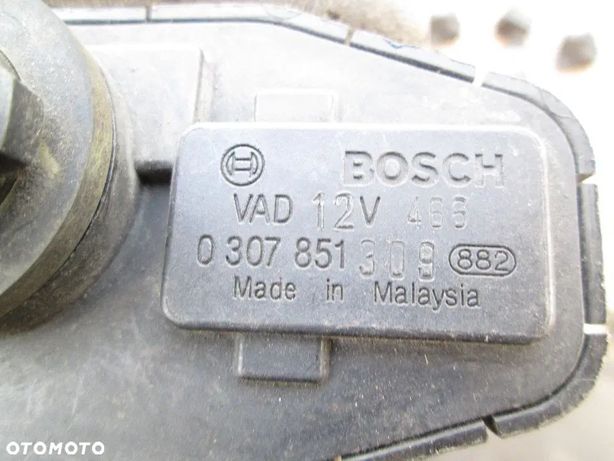 BOSCH
VAD 12V 466
0 307 851 309 882
Made in Malaysia
OTOMOTO